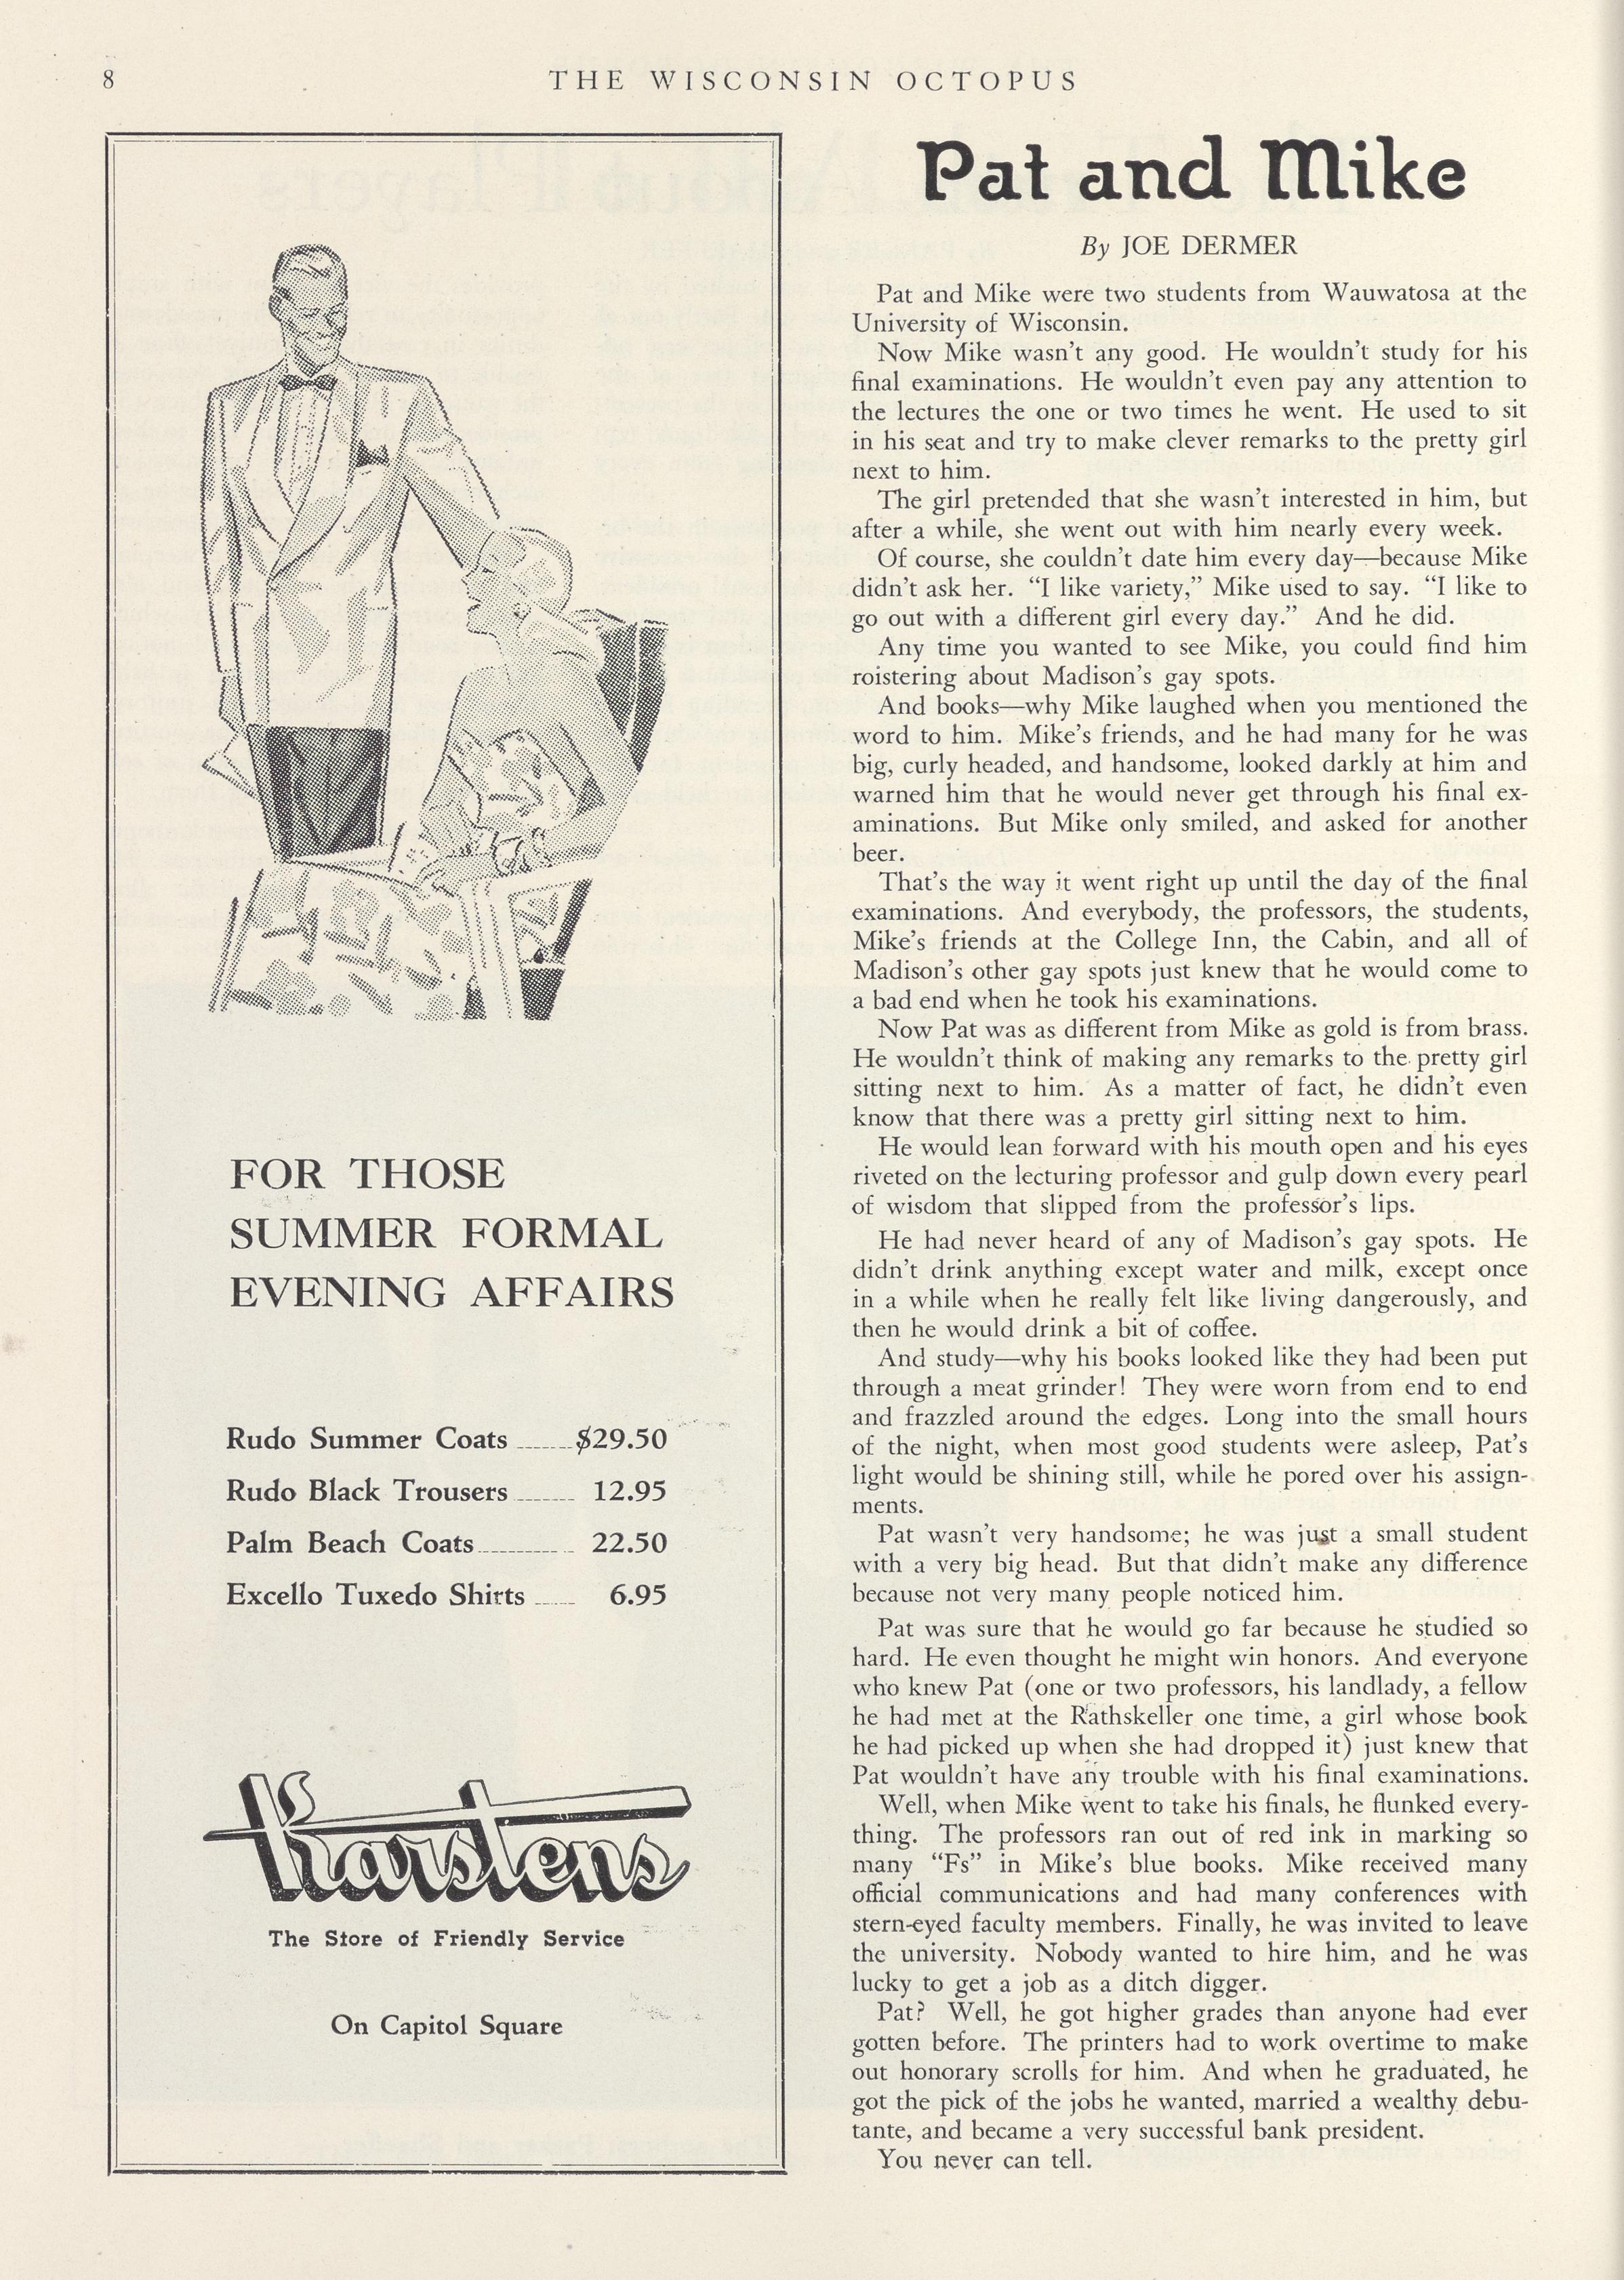 8
THE WISCONSIN OCTOPUS
FOR THOSE
SUMMER FORMAL
EVENING AFFAIRS
Rudo Summer Coats ......$29.50
Rudo Black Trousers ....... 12.95
Palm Beach Coats........... 22.50
Excello Tuxedo Shirts ..... 6.95
Karstens
The Store of Friendly Service
On Capitol Square
Pat and Mike
By JOE DERMER
Pat and Mike were two students from Wauwatosa at the
University of Wisconsin.
Now Mike wasn't any good. He wouldn't study for his
final examinations. He wouldn't even pay any attention to
the lectures the one or two times he went. He used to sit
in his seat and try to make clever remarks to the pretty girl
next to him.
The girl pretended that she wasn't interested in him, but
after a while, she went out with him nearly every week.
Of course, she couldn't date him every day—because Mike
didn't ask her. "I like variety," Mike used to say. "I like to
go out with a different girl every day." And he did.
Any time you wanted to see Mike, you could find him
roistering about Madison's gay spots.
And books—why Mike laughed when you mentioned the
word to him. Mike's friends, and he had many for he was
big, curly headed, and handsome, looked darkly at him and
warned him that he would never get through his final ex-
aminations. But Mike only smiled, and asked for another
beer.
That's the way it went right up until the day of the final
examinations. And everybody, the professors, the students,
Mike's friends at the College Inn, the Cabin, and all of
Madison's other gay spots just knew that he would come to
a bad end when he took his examinations.
Now Pat was as different from Mike as gold is from brass.
He wouldn't think of making any remarks to the pretty girl
sitting next to him. As a matter of fact, he didn't even
know that there was a pretty girl sitting next to him.
He would lean forward with his mouth open and his eyes
riveted on the lecturing professor and gulp down every pearl
of wisdom that slipped from the professor's lips.
He had never heard of any of Madison's gay spots. He
didn't drink anything except water and milk, except once
in a while when he really felt like living dangerously, and
then he would drink a bit of coffee.
And study—why his books looked like they had been put
through a meat grinder! They were worn from end to end
and frazzled around the edges. Long into the small hours
of the night, when most good students were asleep, Pat's
light would be shining still, while he pored over his assign-
ments.
Pat wasn't very handsome; he was just a small student
with a very big head. But that didn't make any difference
because not very many people noticed him.
Pat was sure that he would go far because he studied so
hard. He even thought he might win honors. And everyone
who knew Pat (one or two professors, his landlady, a fellow
he had met at the Rathskeller one time, a girl whose book
he had picked up when she had dropped it) just knew that
Pat wouldn't have any trouble with his final examinations.
Well, when Mike went to take his finals, he flunked every-
thing. The professors ran out of red ink in marking so
many "Fs" in Mike's blue books. Mike received many
official communications and had many conferences with
stern-eyed faculty members. Finally, he was invited to leave
the university. Nobody wanted to hire him, and he was
lucky to get a job as a ditch digger.
Pat? Well, he got higher grades than anyone had ever
gotten before. The printers had to work overtime to make
out honorary scrolls for him. And when he graduated, he
got the pick of the jobs he wanted, married a wealthy debu-
tante, and became a very successful bank president.
You never can tell.